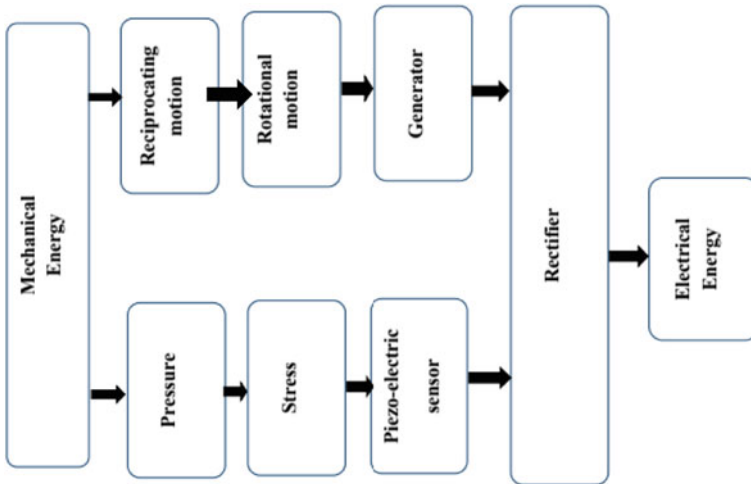 Mechanical
Energy
Reciprocating
motion
Rotational
motion
Generator
Pressure
Stress
Piezo-electric
sensor
Rectifier
Electrical
Energy